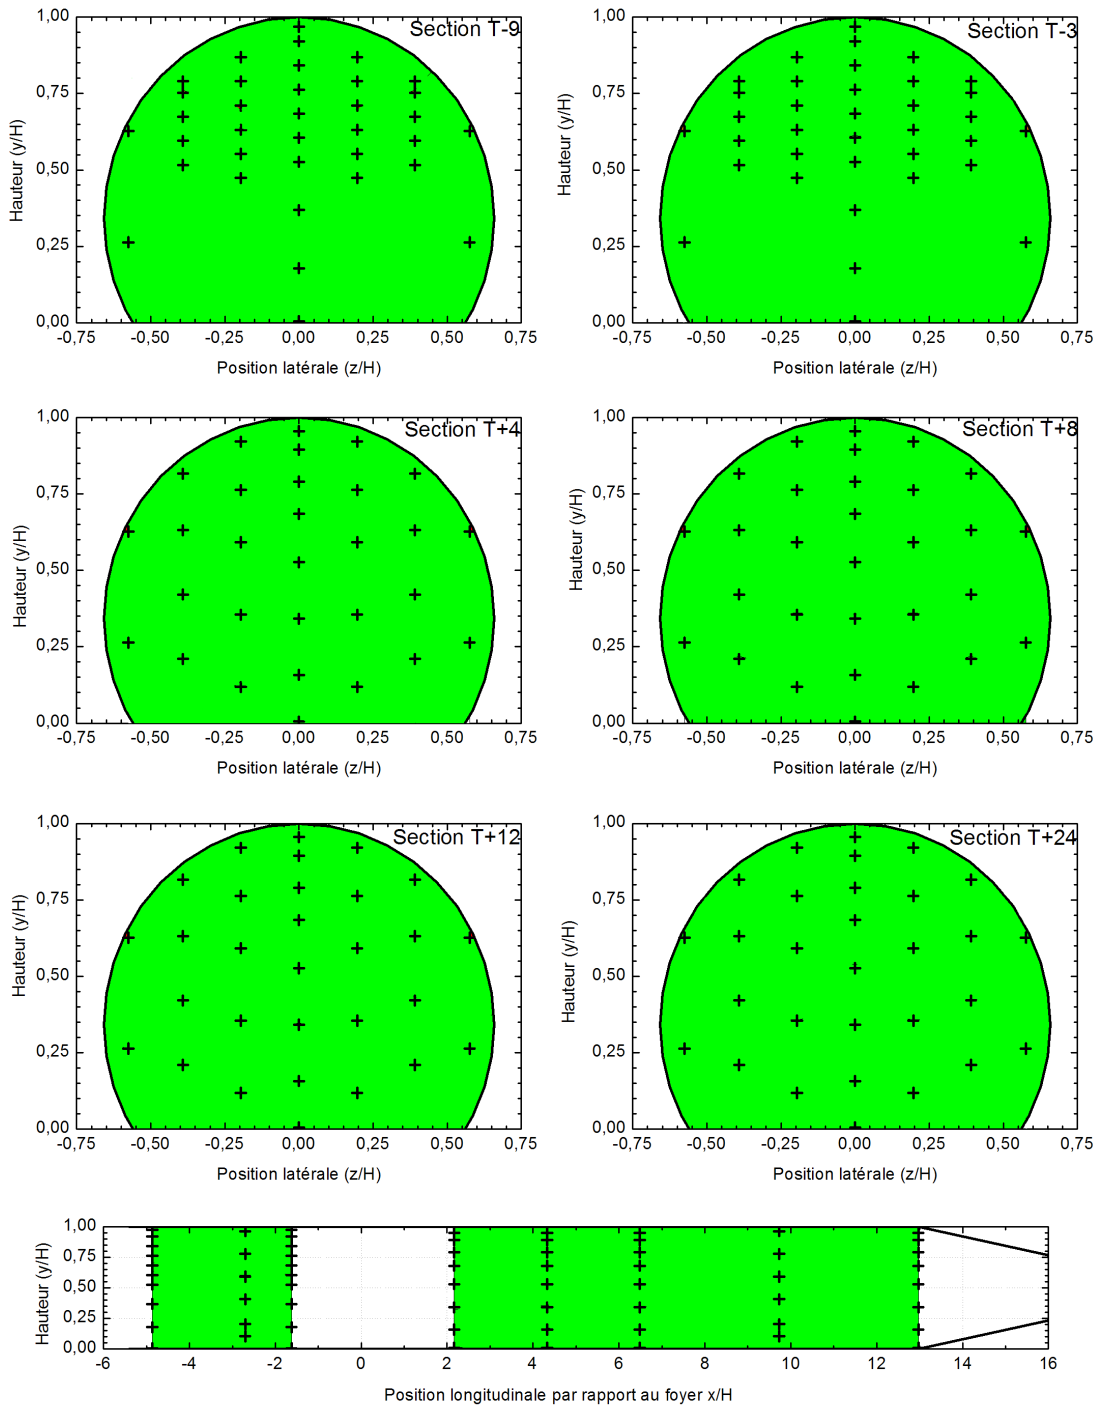 Section T-9
1,00
0,75
0,50
0,25
0,00
Hauteur (y/H)
-0,75 -0,50 -0,25 0,00 0,25 0,50 0,75
Position latérale (z/H)
Section T-3
1,00
0,75
0,50
0,25
0,00
Hauteur (y/H)
-0,75 -0,50 -0,25 0,00 0,25 0,50 0,75
Position latérale (z/H)
Section T+4
1,00
0,75
0,50
0,25
0,00
Hauteur (y/H)
-0,75 -0,50 -0,25 0,00 0,25 0,50 0,75
Position latérale (z/H)
Section T+8
1,00
0,75
0,50
0,25
0,00
Hauteur (y/H)
-0,75 -0,50 -0,25 0,00 0,25 0,50 0,75
Position latérale (z/H)
Section T+12
1,00
0,75
0,50
0,25
0,00
Hauteur (y/H)
-0,75 -0,50 -0,25 0,00 0,25 0,50 0,75
Position latérale (z/H)
Section T+24
1,00
0,75
0,50
0,25
0,00
Hauteur (y/H)
-0,75 -0,50 -0,25 0,00 0,25 0,50 0,75
Position latérale (z/H)
1,00
0,75
0,50
0,25
0,00
Hauteur (y/H)
-6 -4 -2 0 2 4 6 8 10 12 14 16
Position longitudinale par rapport au foyer x/H